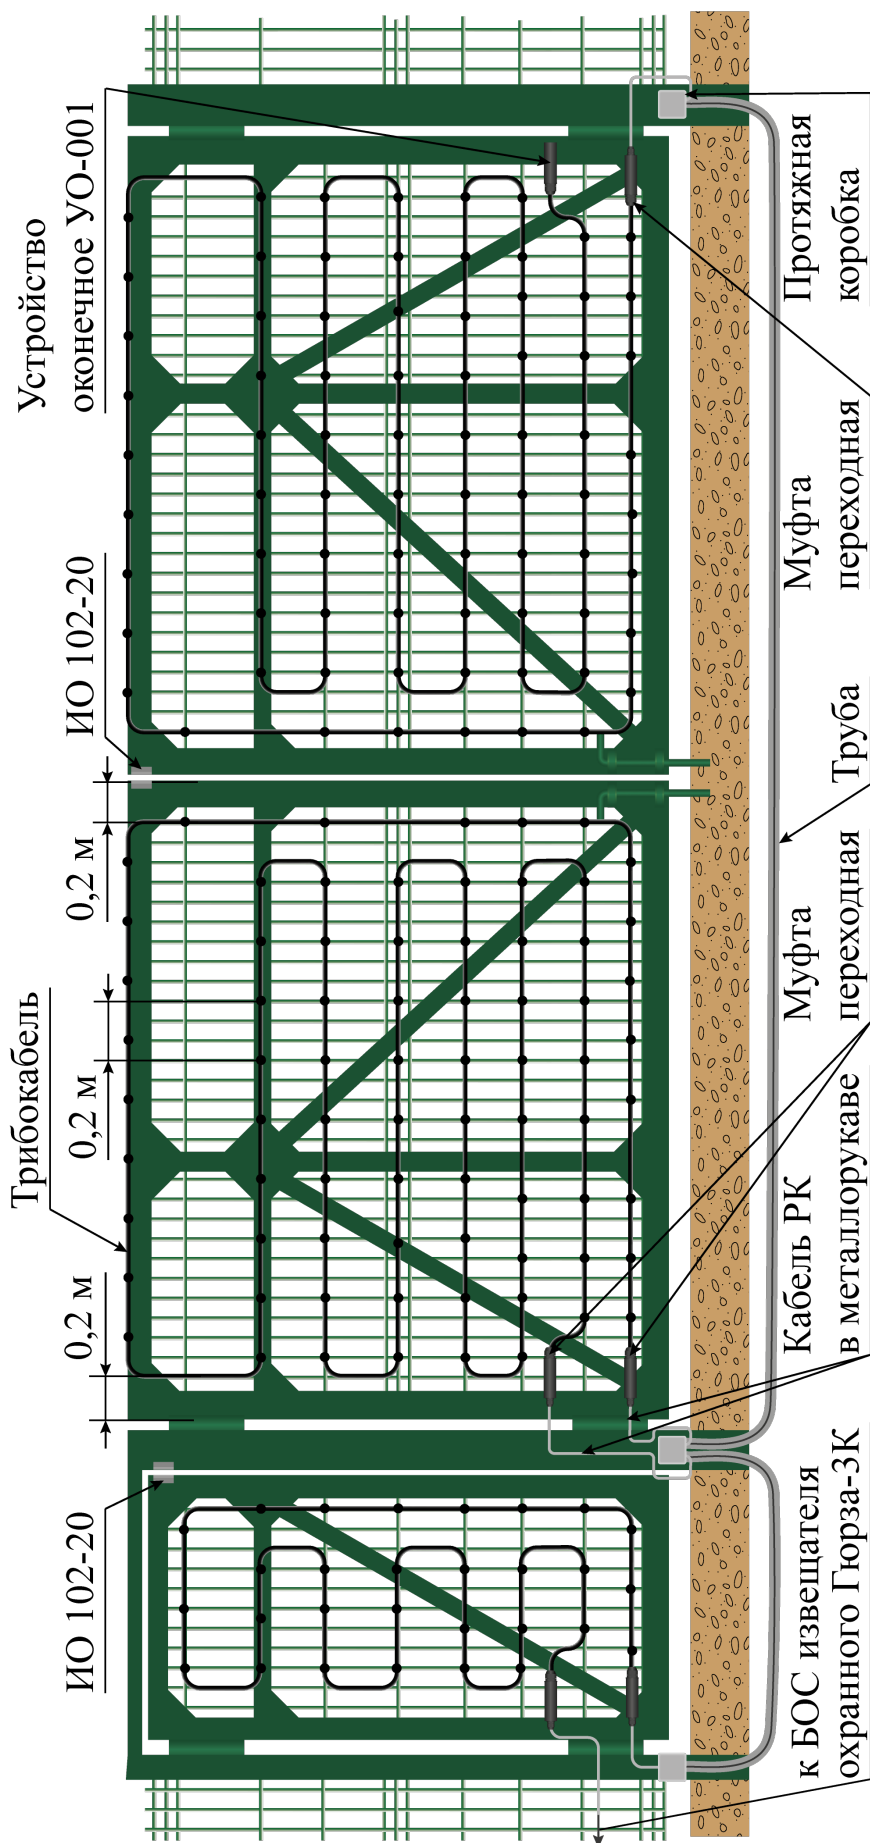 ИО 102-20
0,2 м
Трибокабель
0,2 м
0,2 м
ИО 102-20
Устройство
оконечное УО-001
к БОС извещателя
охранного Гюрза-3К
Кабель РК
в металлорукаве
Муфта
переходная
Труба
Муфта
переходная
Протяжная
коробка